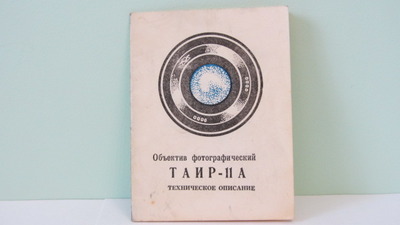 Объектив фотографический
ТАИР-11А
ТЕХНИЧЕСКОЕ ОПИСАНИЕ